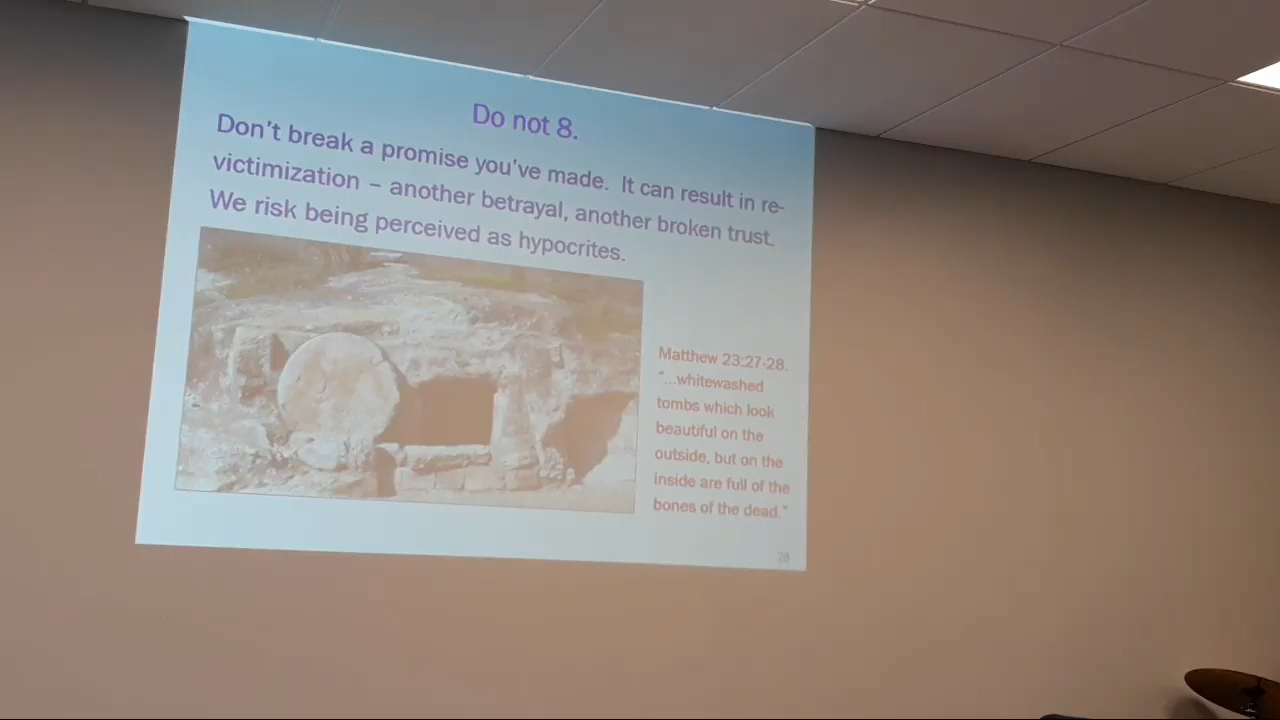 Do not 8.
Don't break a promise you've made. It can result in re-
victimization – another betrayal, another broken trust.
We risk being perceived as hypocrites.
Matthew 23:27-28.
"...whitewashed
tombs which look
beautiful on the
outside, but on the
inside are full of the
bones of the dead."
28